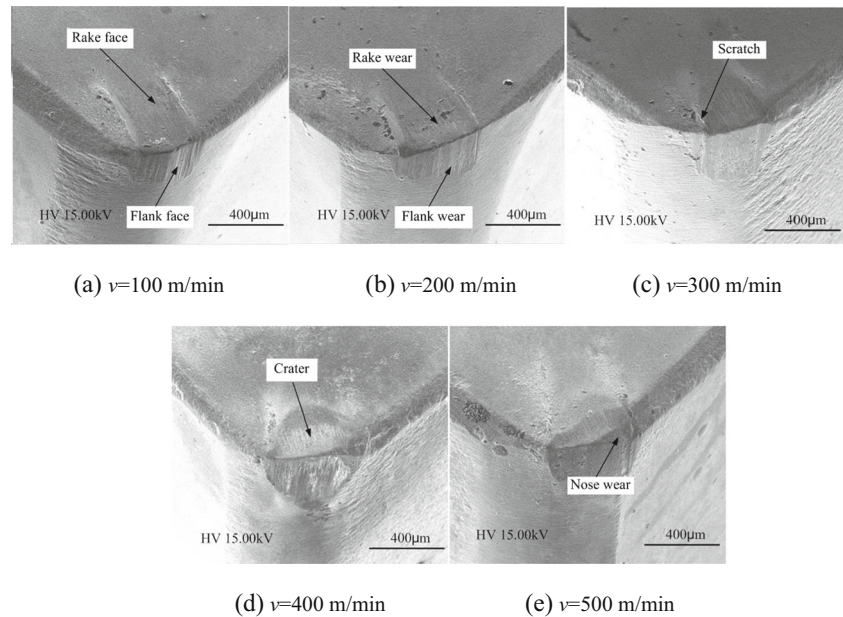 Rake face
Flank face
HV 15.00kV
400μm
Rake wear
Flank wear
HV 15.00kV
400μm
Scratch
HV 15.00kV
400μm
(a) v=100 m/min
(b) v=200 m/min
(c) v=300 m/min
Crater
HV 15.00kV
400μm
Nose wear
HV 15.00kV
400μm
(d) v=400 m/min
(e) v=500 m/min